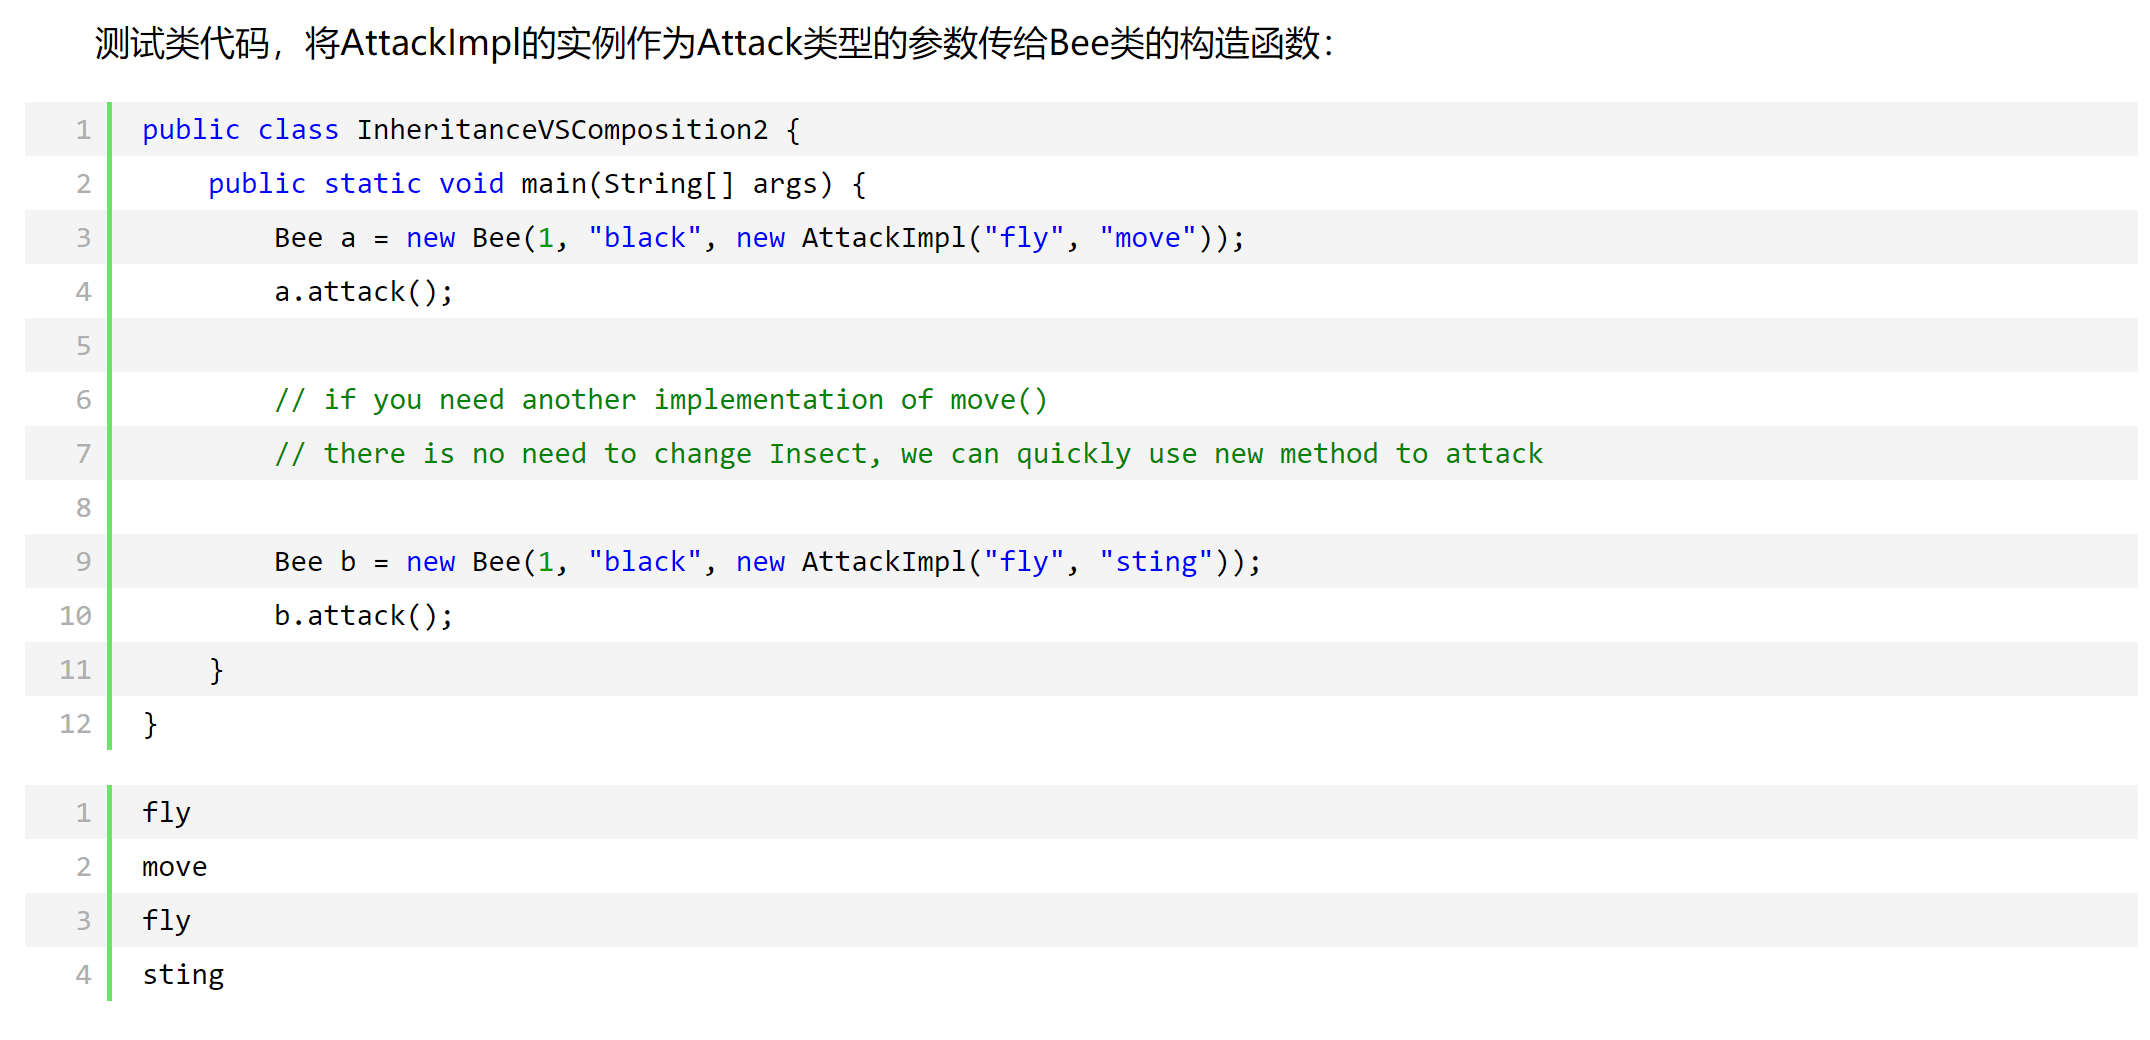 测试类代码，将AttackImpl的实例作为Attack类型的参数传给Bee类的构造函数：
1 public class InheritanceVSComposition2 {
2     public static void main(String[] args) {
3         Bee a = new Bee(1, "black", new AttackImpl("fly", "move"));
4         a.attack();
5
6         // if you need another implementation of move()
7         // there is no need to change Insect, we can quickly use new method to attack
8
9         Bee b = new Bee(1, "black", new AttackImpl("fly", "sting"));
10         b.attack();
11     }
12 }
1 fly
2 move
3 fly
4 sting